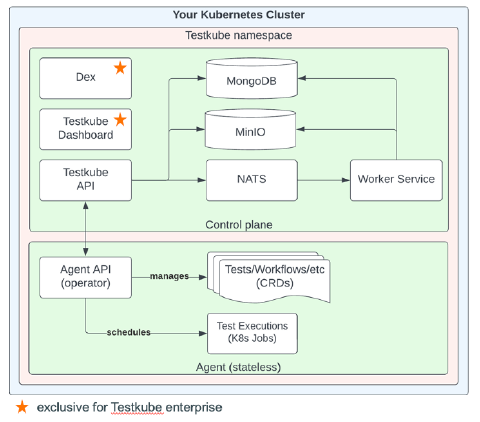 Your Kubernetes Cluster
Testkube namespace
Dex
MongoDB
Testkube
Dashboard
MinIO
Testkube
API
NATS
Worker Service
Control plane
Agent API
(operator)
manages
Tests/Workflows/etc
(CRDs)
schedules
Test Executions
(K8s Jobs)
Agent (stateless)
exclusive for Testkube enterprise